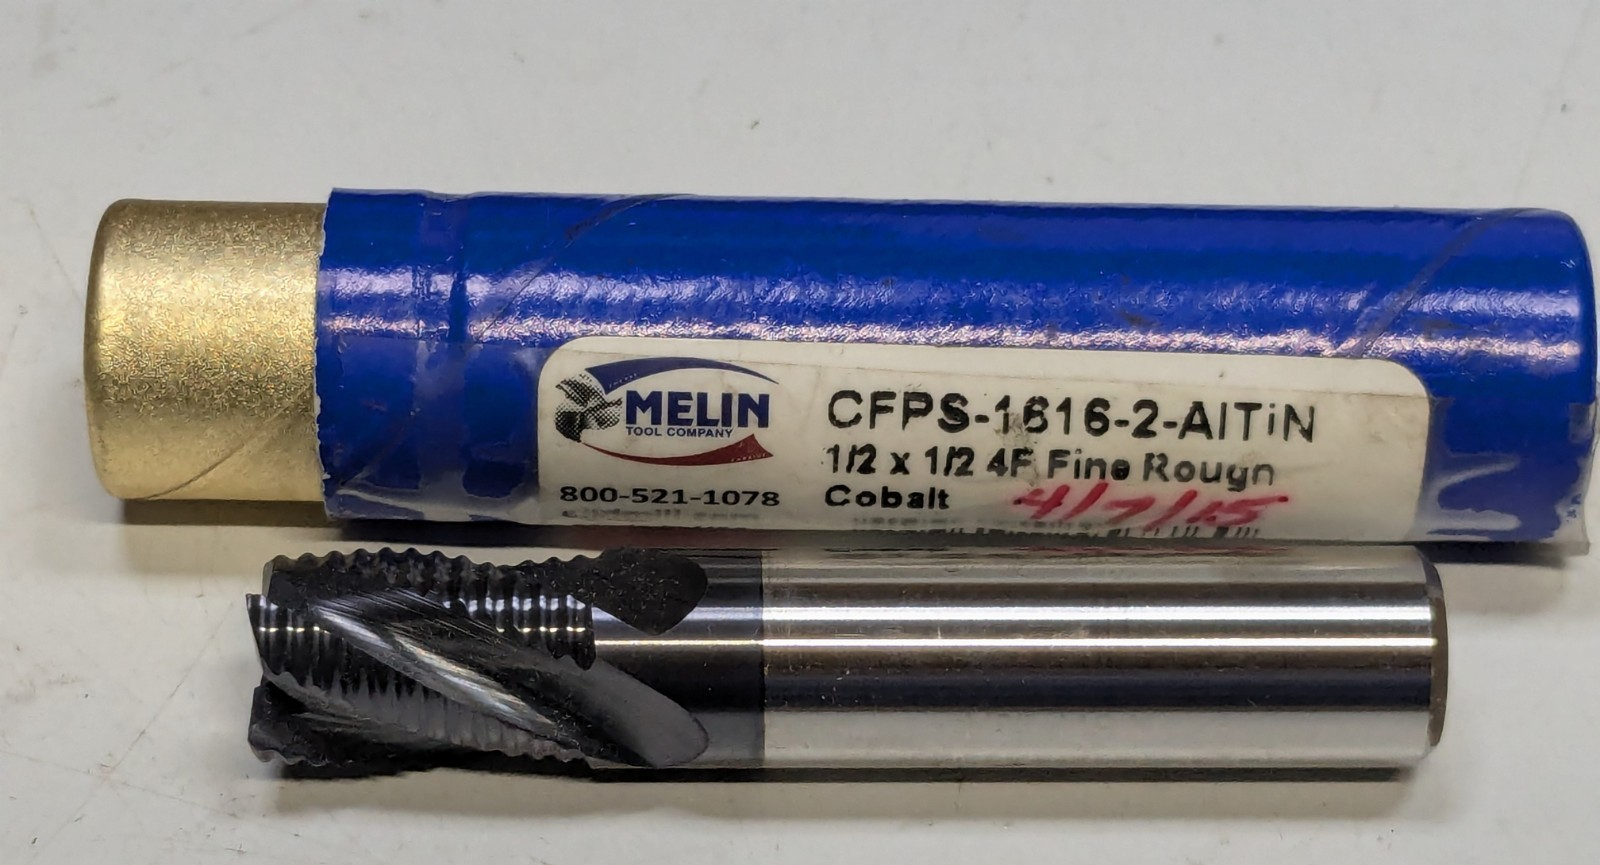 MELIN
TOOL COMPANY
800-521-1078
CFPS-1616-2-AlTiN
1/2 x 1/2 4F Fine Rough
Cobalt
4/7/15